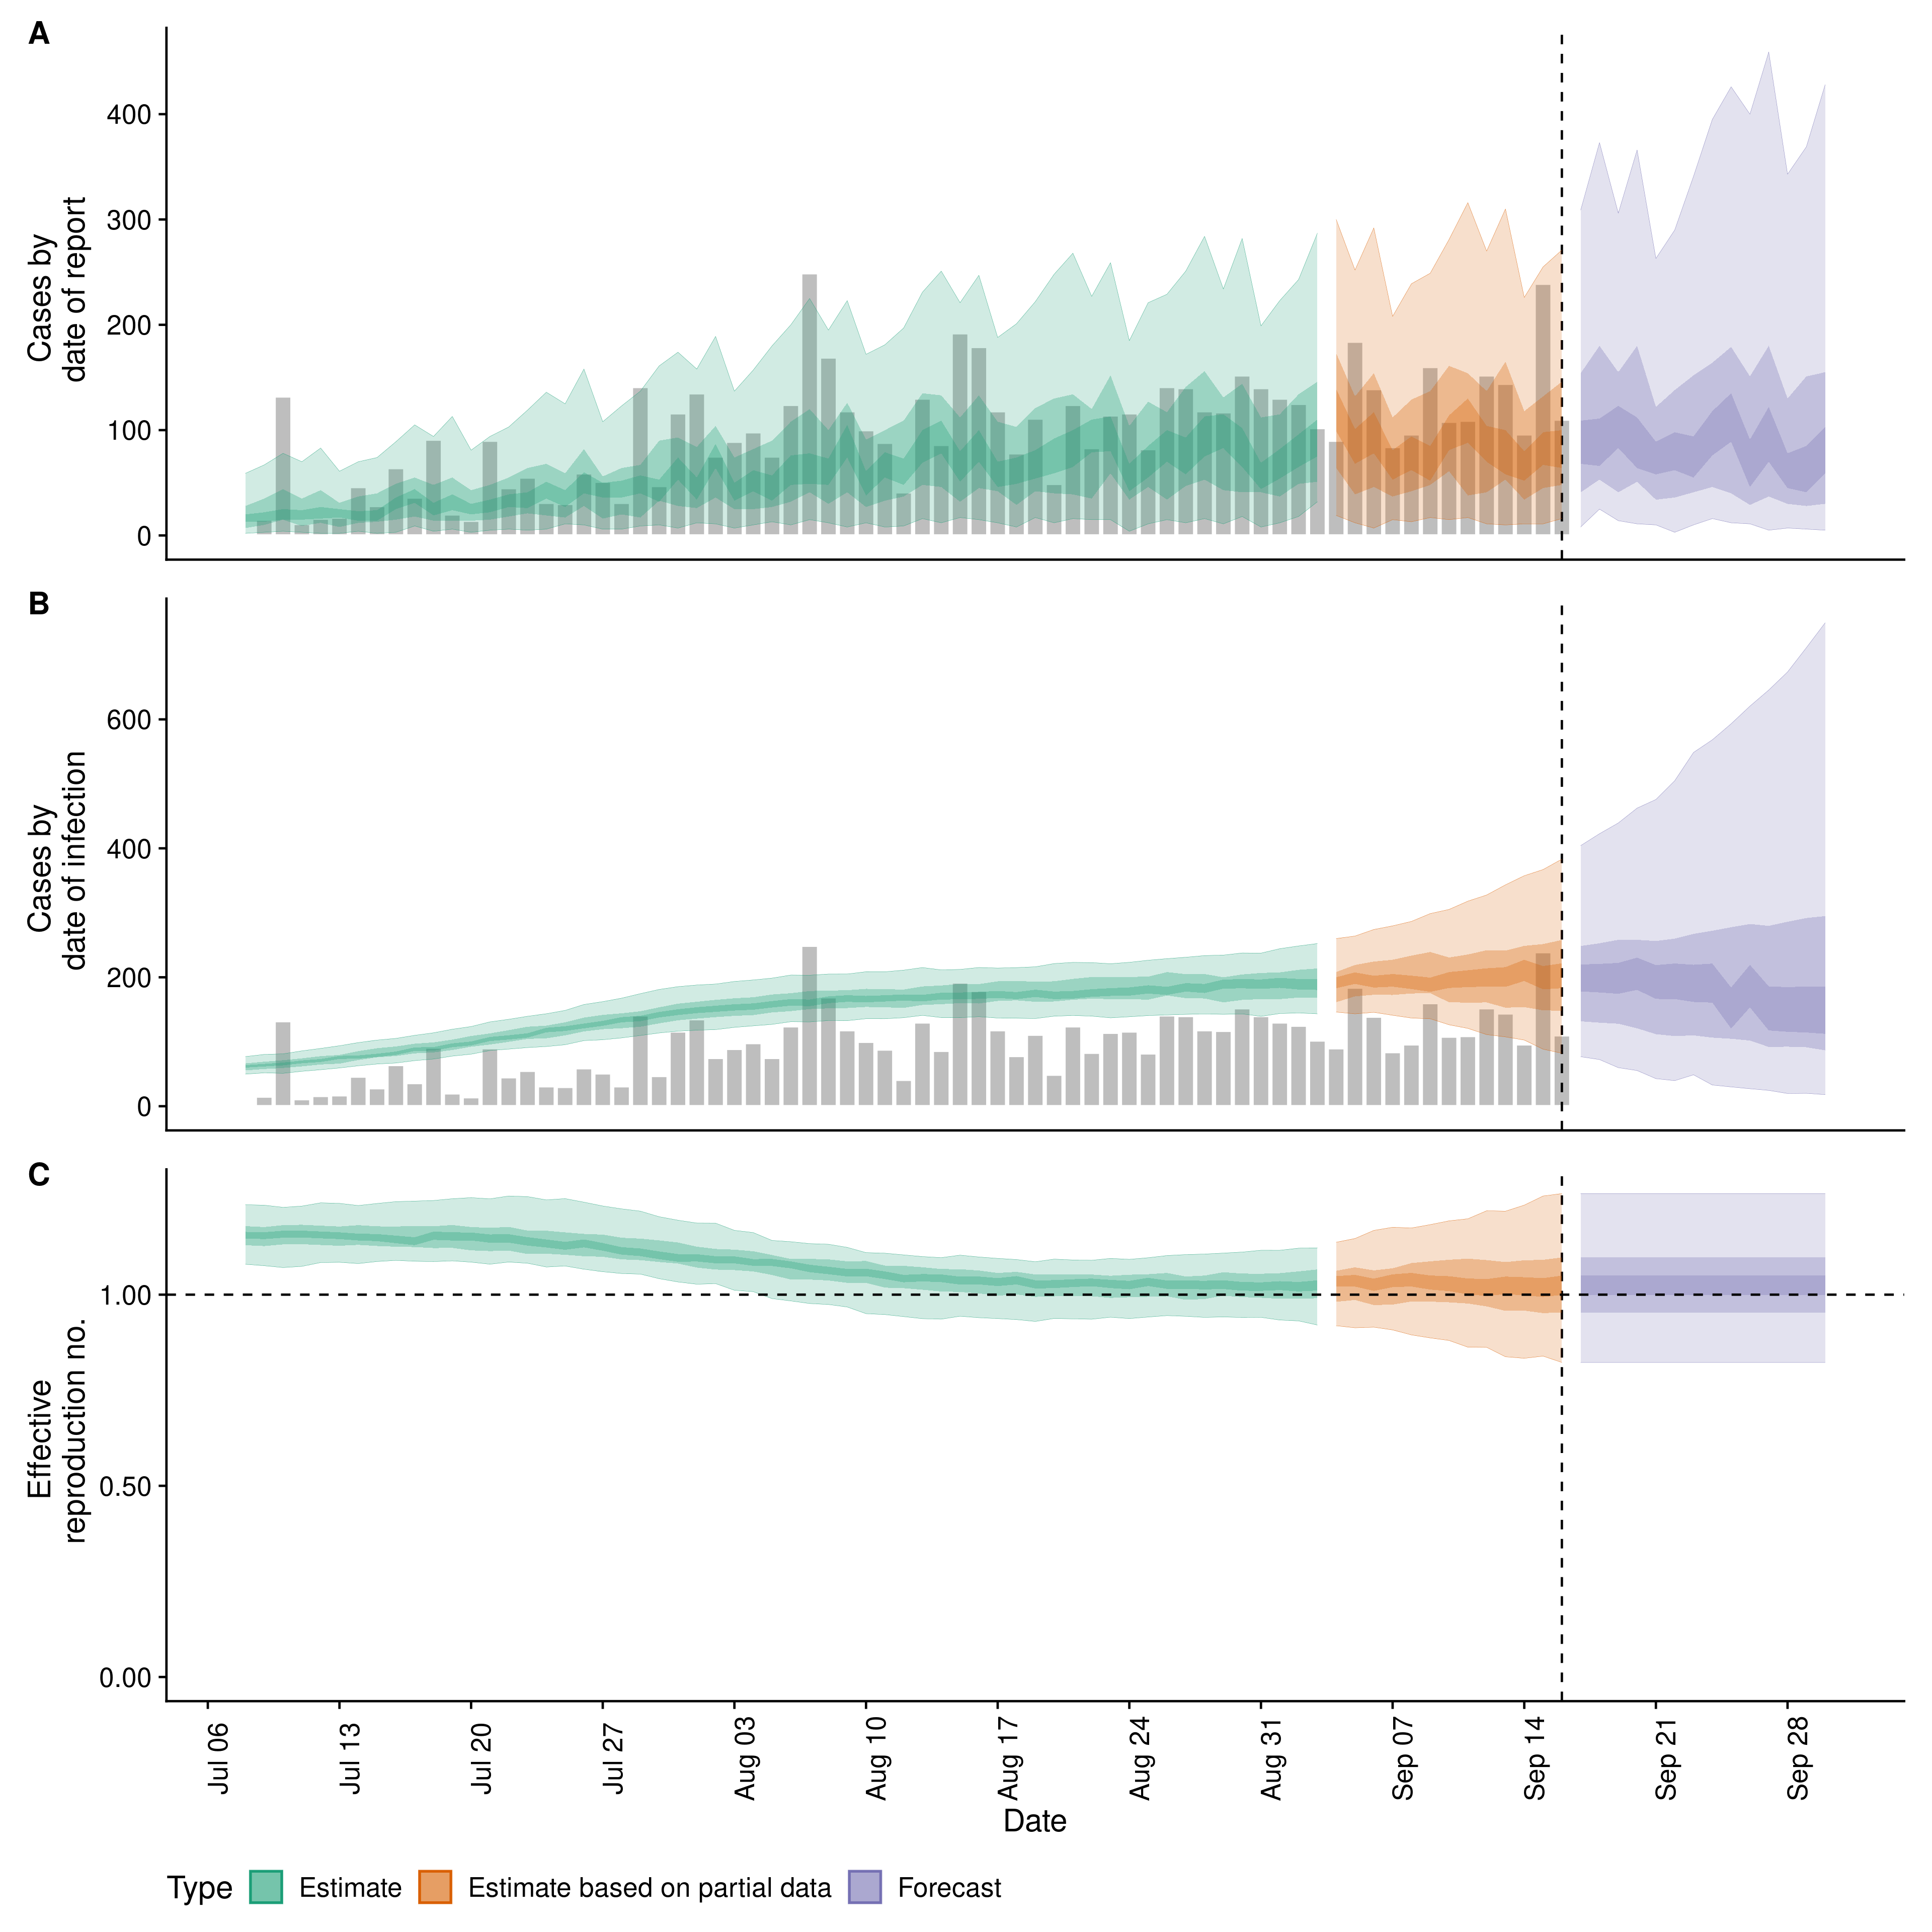 A
Cases by
date of report
400
300
200
100
0
B
Cases by
date of infection
600
400
200
0
C
Effective
reproduction no.
1.00
0.50
0.00
Jul 06
Jul 13
Jul 20
Jul 27
Aug 03
Aug 10
Aug 17
Aug 24
Aug 31
Sep 07
Sep 14
Sep 21
Sep 28
Date
Type Estimate Estimate based on partial data Forecast